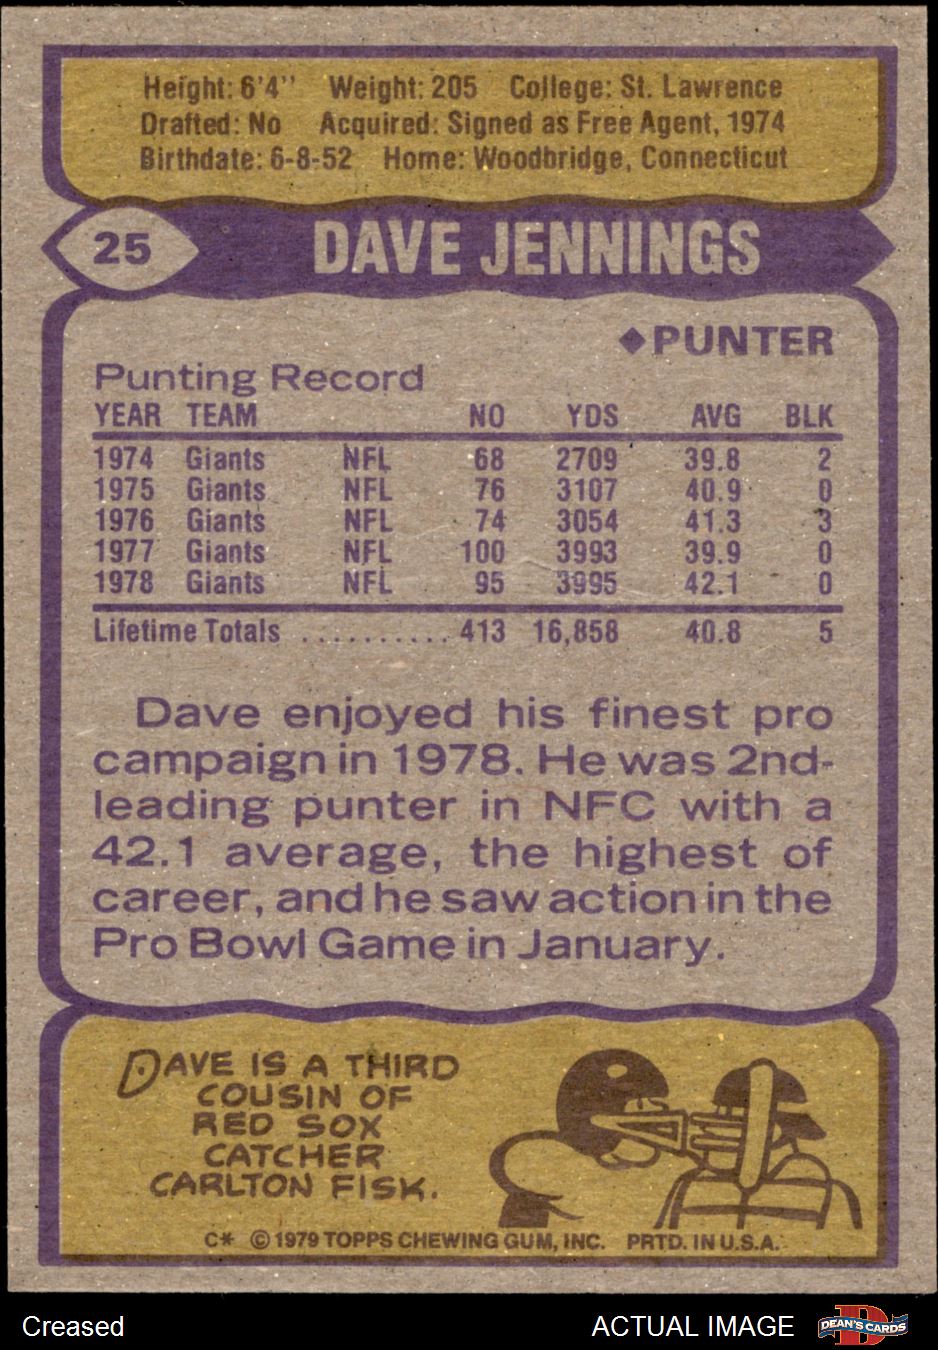 Height: 6'4" Weight: 205 College: St. Lawrence
Drafted: No Acquired: Signed as Free Agent, 1974
Birthdate: 6-8-52 Home: Woodbridge, Connecticut
25 DAVE JENNINGS
◆PUNTER
Punting Record
YEAR TEAM NO YDS AVG BLK
1974 Giants NFL 68 2709 39.8 2
1975 Giants NFL 76 3107 40.9 0
1976 Giants NFL 74 3054 41.3 3
1977 Giants NFL 100 3993 39.9 0
1978 Giants NFL 95 3995 42.1 0
Lifetime Totals .......... 413 16,858 40.8 5
Dave enjoyed his finest pro
campaign in 1978. He was 2nd-
leading punter in NFC with a
42.1 average, the highest of
career, and he saw action in the
Pro Bowl Game in January.
DAVE IS A THIRD
COUSIN OF
RED SOX
CATCHER
CARLTON FISK.
C* © 1979 TOPPS CHEWING GUM, INC. PRTD. IN U.S.A.
Creased ACTUAL IMAGE DEAN'S CARDS